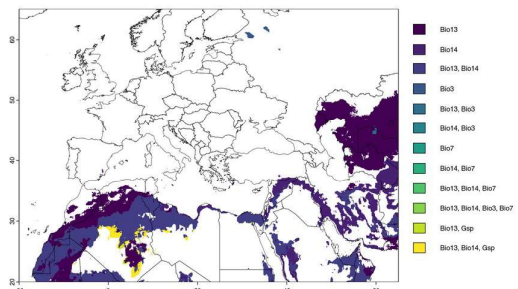 60
50
40
30
20
Bio13
Bio14
Bio13, Bio14
Bio3
Bio13, Bio3
Bio14, Bio3
Bio7
Bio14, Bio7
Bio13, Bio14, Bio7
Bio13, Bio14, Bio3, Bio7
Bio13, Gsp
Bio13, Bio14, Gsp